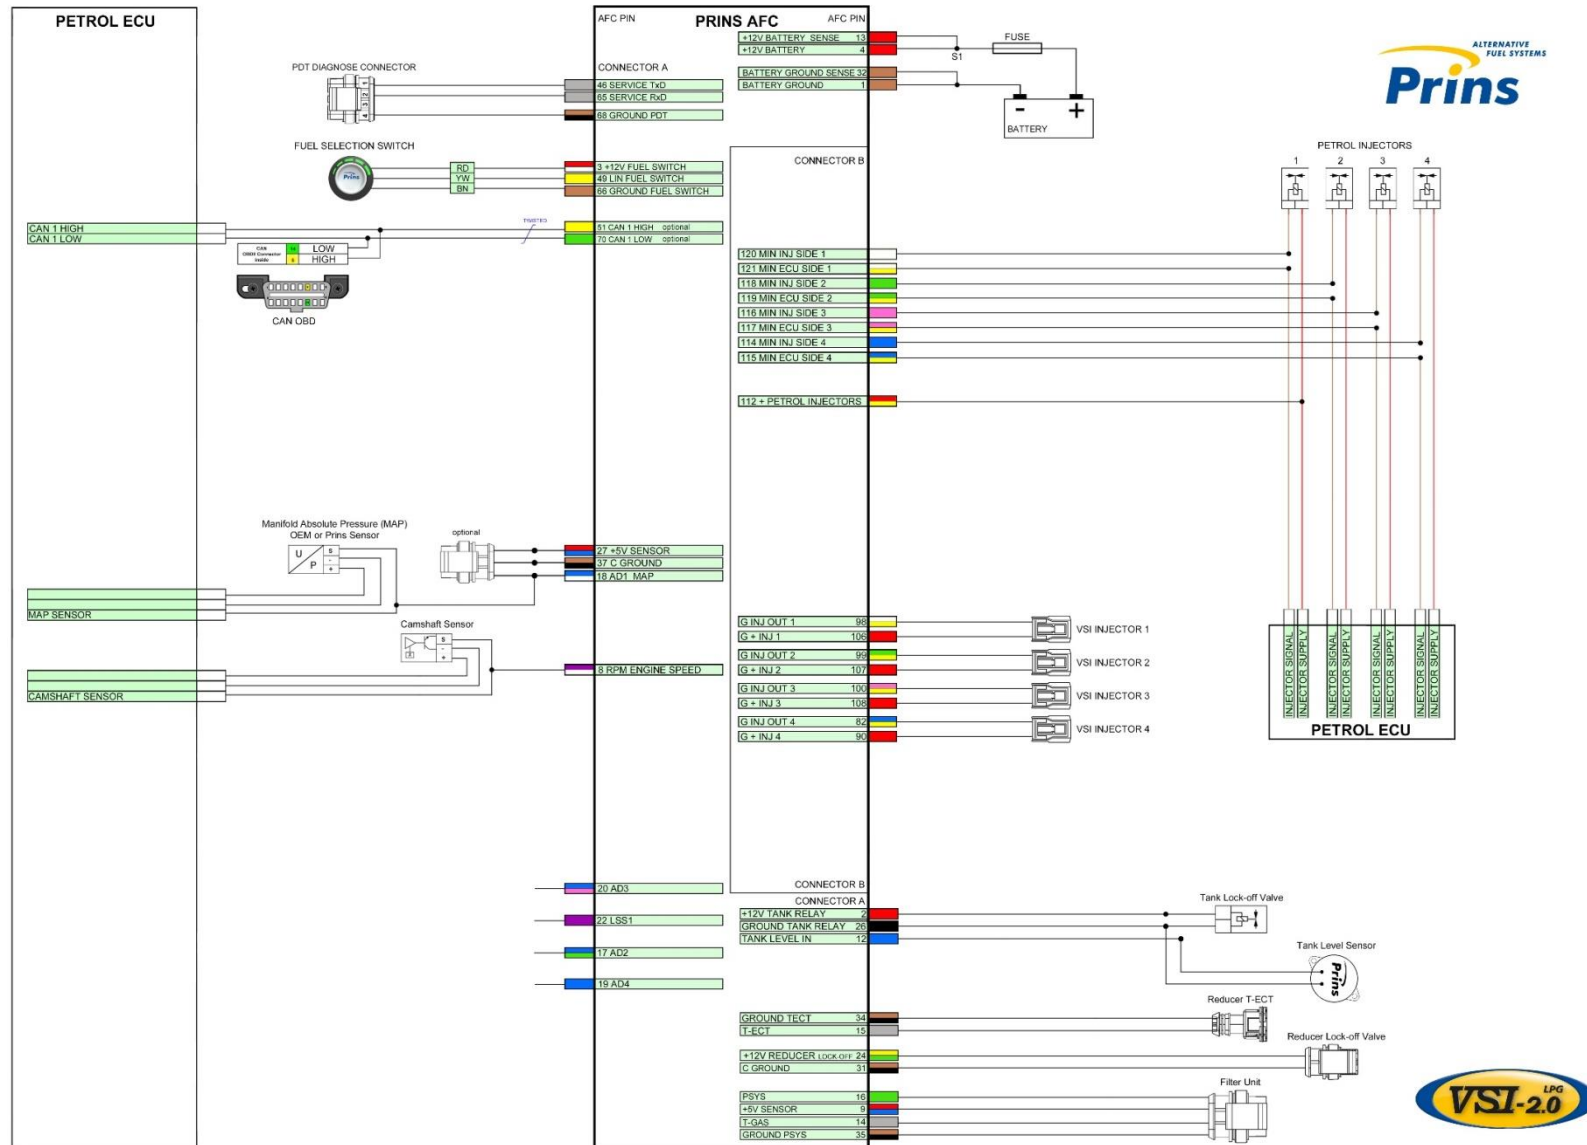 PETROL ECU
AFC PIN
PRINS AFC
AFC PIN
+12V BATTERY SENSE 13
+12V BATTERY 4
S1
FUSE
BATTERY GROUND SENSE 32
BATTERY GROUND 1
- +
BATTERY
ALTERNATIVE
FUEL SYSTEMS
Prins
PDT DIAGNOSE CONNECTOR
1
2
3
4
CONNECTOR A
46 SERVICE TxD
65 SERVICE RxD
68 GROUND PDT
FUEL SELECTION SWITCH
Prins
RD
YW
BN
3 +12V FUEL SWITCH
49 LIN FUEL SWITCH
66 GROUND FUEL SWITCH
CAN 1 HIGH
CAN 1 LOW
TWISTED
51 CAN 1 HIGH optional
70 CAN 1 LOW optional
CAN
LOW
HIGH
CAN OBD
CONNECTOR B
PETROL INJECTORS
1 2 3 4
120 MIN INJ SIDE 1
121 MIN ECU SIDE 1
118 MIN INJ SIDE 2
119 MIN ECU SIDE 2
116 MIN INJ SIDE 3
117 MIN ECU SIDE 3
114 MIN INJ SIDE 4
115 MIN ECU SIDE 4
112 + PETROL INJECTORS
Manifold Absolute Pressure (MAP)
OEM or Prins Sensor
U
P
S
-
+
optional
27 +5V SENSOR
37 C GROUND
18 AD1 MAP
MAP SENSOR
Camshaft Sensor
S
-
+
8 RPM ENGINE SPEED
CAMSHAFT SENSOR
G INJ OUT 1 98
G + INJ 1 106
VSI INJECTOR 1
G INJ OUT 2 99
G + INJ 2 107
VSI INJECTOR 2
G INJ OUT 3 100
G + INJ 3 108
VSI INJECTOR 3
G INJ OUT 4 82
G + INJ 4 90
VSI INJECTOR 4
INJECTOR SIGNAL
INJECTOR SUPPLY
INJECTOR SIGNAL
INJECTOR SUPPLY
INJECTOR SIGNAL
INJECTOR SUPPLY
INJECTOR SIGNAL
INJECTOR SUPPLY
PETROL ECU
20 AD3
22 LSS1
17 AD2
19 AD4
CONNECTOR B
CONNECTOR A
+12V TANK RELAY 2
GROUND TANK RELAY 26
TANK LEVEL IN 12
Tank Lock-off Valve
Tank Level Sensor
Prins
GROUND TECT 34
T-ECT 15
Reducer T-ECT
+12V REDUCER LOCK-OFF 24
C GROUND 31
Reducer Lock-off Valve
PSYS 16
+5V SENSOR 9
T-GAS 14
GROUND PSYS 35
Filter Unit
VSI-2.0 LPG